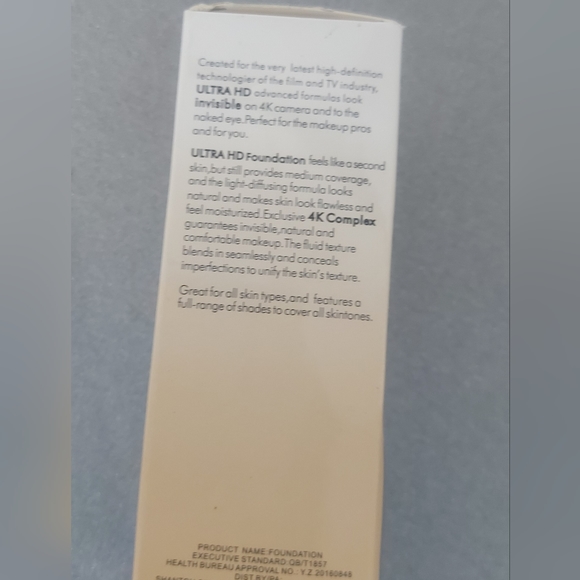 Created for the very latest high-definition
technologier of the film and TV industry,
ULTRA HD advanced formulas look
invisible on 4K camera and to the
naked eye.Perfect for the makeup pros
and for you.
ULTRA HD Foundation feels like a second
skin,but still provides medium coverage,
and the light-diffusing formula looks
natural and makes skin look flawless and
feel moisturized.Exclusive 4K Complex
guarantees invisible,natural and
comfortable makeup.The fluid texture
blends in seamlessly and conceals
imperfections to unify the skin's texture.
Great for all skin types,and features a
full-range of shades to cover all skintones.
PRODUCT NAME:FOUNDATION
EXECUTIVE STANDARD:QB/T1857
HEALTH BUREAU APPROVAL NO.: Y.Z 20160845